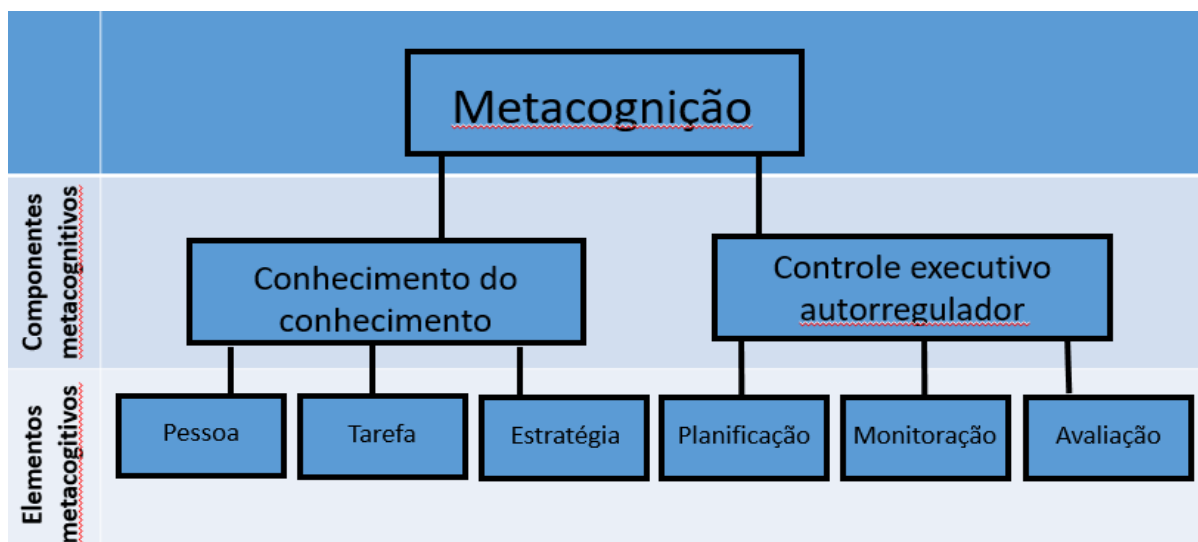 Metacognição
Componentes
metacognitivos
Conhecimento do
conhecimento
Controle executivo
autorregulador
Elementos
metacogitivos
Pessoa
Tarefa
Estratégia
Planificação
Monitoração
Avaliação